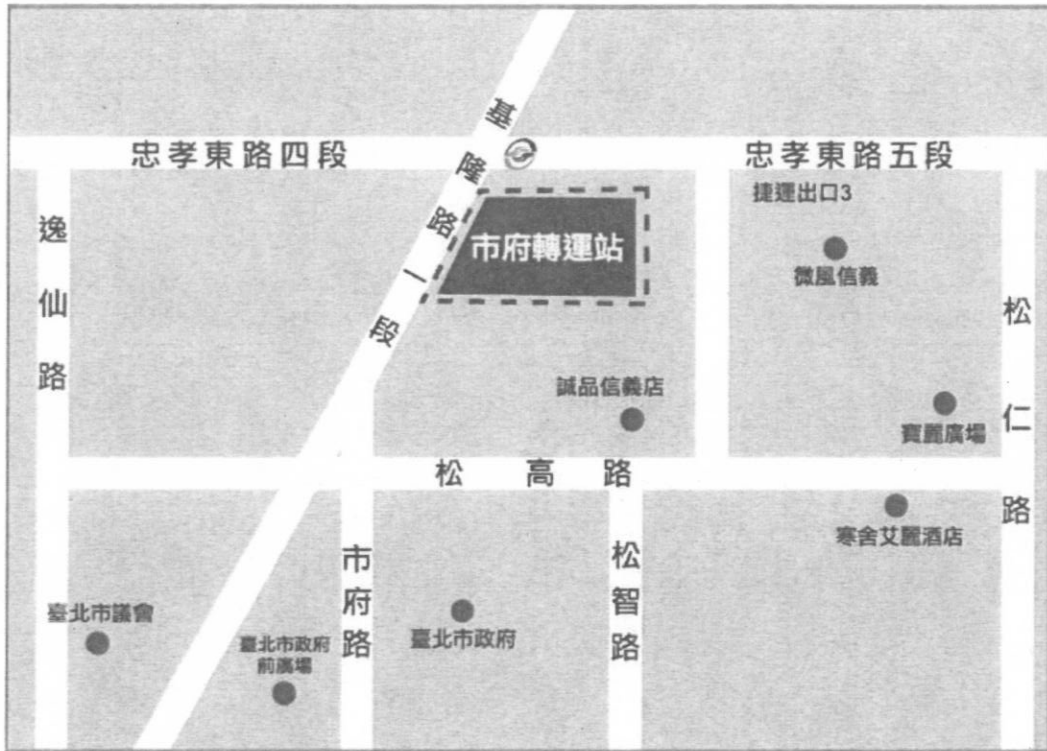 基隆路一段
忠孝東路四段
忠孝東路五段
捷運出口3
逸仙路
市府轉運站
微風信義
松仁路
誠品信義店
寶麗廣場
松高路
寒舍艾麗酒店
市府路
松智路
臺北市議會
臺北市政府
前廣場
臺北市政府